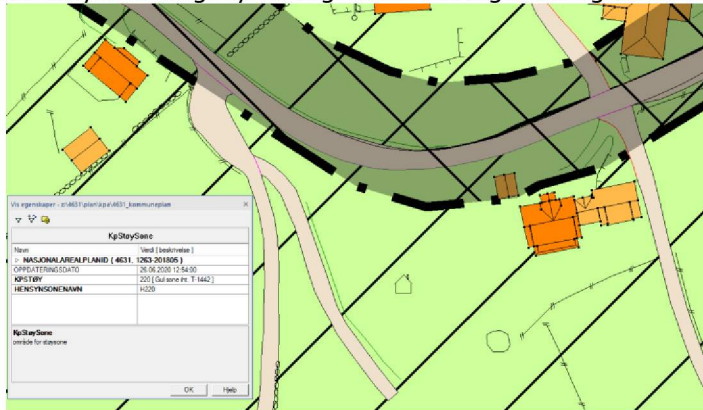 Vis egenskaper - z:\4631\plan\kpa\4631_kommuneplan
KpStøySone
Navn Verdi [ beskrivelse ]
NASJONALAREALPLANID ( 4631, 1263-201805 )
OPPDATERINGSDATO 26.06.2020 12:54:00
KPSTØY 220 [ Gul sone iht. T-1442 ]
HENSYNSONENAVN H220
KpStøySone
område for støysone
OK Hjelp